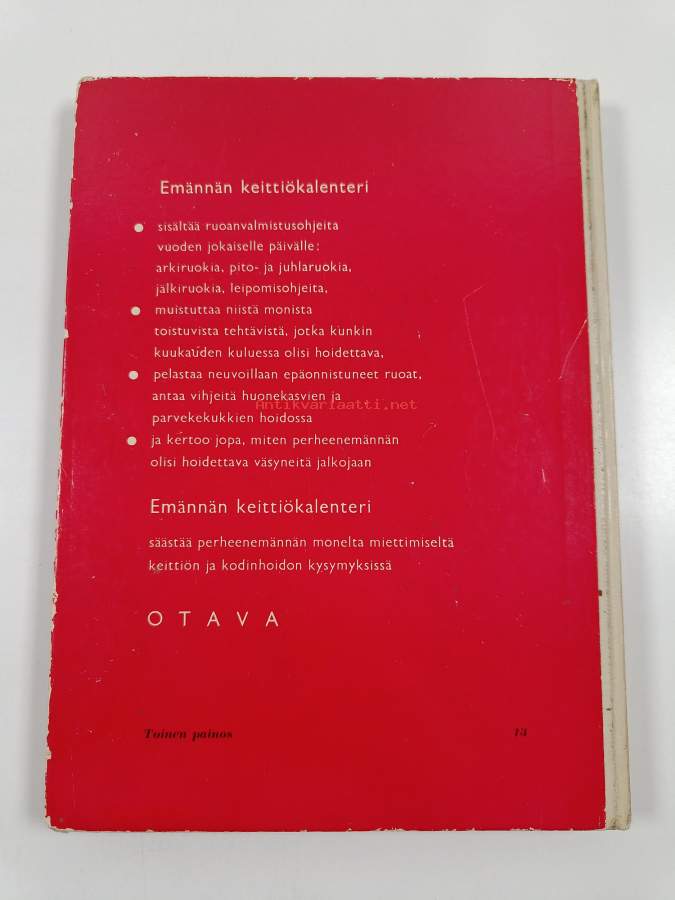 Emännän keittiökalenteri
● sisältää ruoanvalmistusohjeita
vuoden jokaiselle päivälle:
arkiruokia, pito- ja juhlaruokia,
jälkiruokia, leipomisohjeita,
● muistuttaa niistä monista
toistuvista tehtävistä, jotka kunkin
kuukauden kuluessa olisi hoidettava,
● pelastaa neuvoillaan epäonnistuneet ruoat,
antaa vihjeitä huonekasvien ja
Antikvariaatti.net
parvekekukkien hoidossa
● ja kertoo jopa, miten perheenemännän
olisi hoidettava väsyneitä jalkojaan
Emännän keittiökalenteri
säästää perheenemännän monelta miettimiseltä
keittiön ja kodinhoidon kysymyksissä
OTAVA
Toinen painos 13